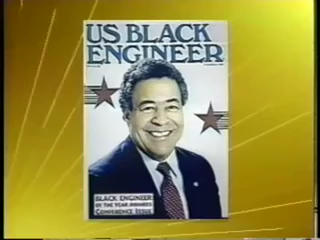 US BLACK
ENGINEER
BLACK ENGINEER
OF THE YEAR AWARDS
CONFERENCE ISSUE